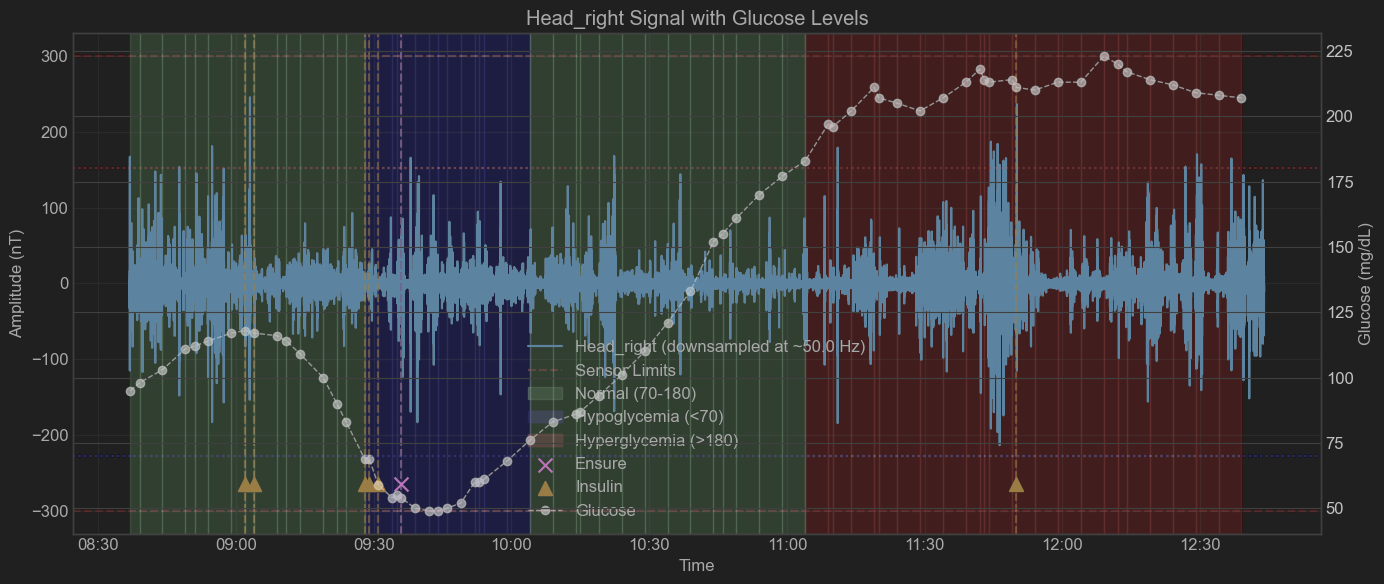 Head_right Signal with Glucose Levels
300
200
100
0
−100
−200
−300
Amplitude (nT)
225
200
175
150
125
100
75
50
Glucose (mg/dL)
Head_right (downsampled at ~50.0 Hz)
Sensor Limits
Normal (70-180)
Hypoglycemia (<70)
Hyperglycemia (>180)
Ensure
Insulin
Glucose
08:30 09:00 09:30 10:00 10:30 11:00 11:30 12:00 12:30
Time